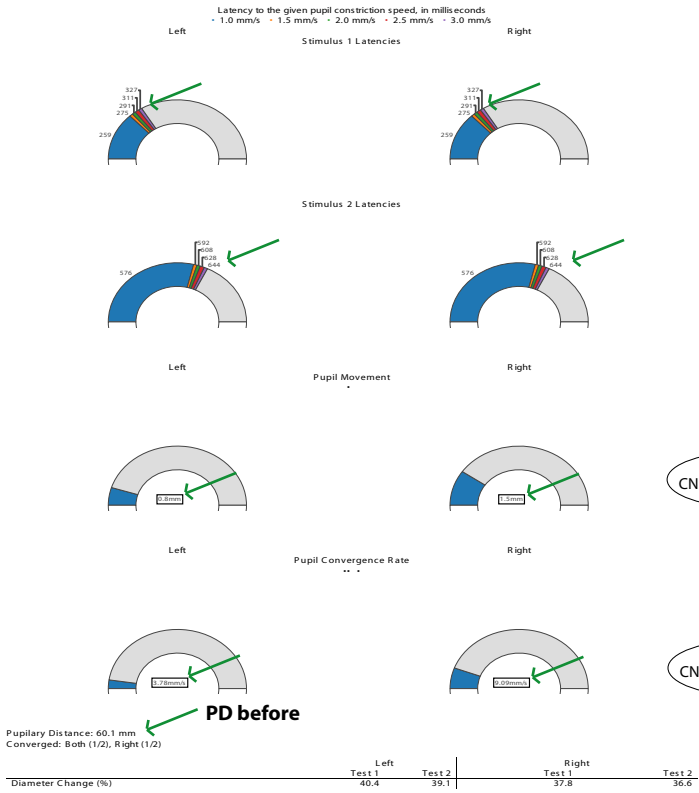 Latency to the given pupil constriction speed, in milliseconds
1.0 mm/s 1.5 mm/s 2.0 mm/s 2.5 mm/s 3.0 mm/s
Left Right
Stimulus 1 Latencies
327 327
311 311
291 291
275 275
259 259
Stimulus 2 Latencies
592 592
608 608
628 628
644 644
576 576
Left Right
Pupil Movement
0.8mm 1.5mm
CN
Left Right
Pupil Convergence Rate
3.78mm/s 9.09mm/s
CN
PD before
Pupilary Distance: 60.1 mm
Converged: Both (1/2), Right (1/2)
Left Right
Test 1 Test 2 Test 1 Test 2
Diameter Change (%) 40.4 39.1 37.8 36.6